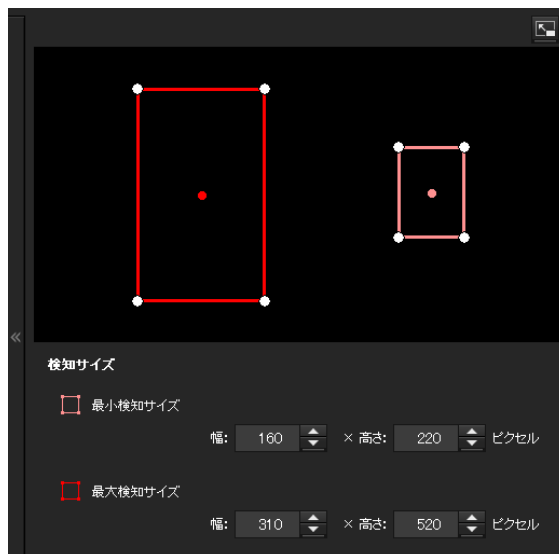 «
検知サイズ
最小検知サイズ
幅: 160 × 高さ: 220 ピクセル
最大検知サイズ
幅: 310 × 高さ: 520 ピクセル